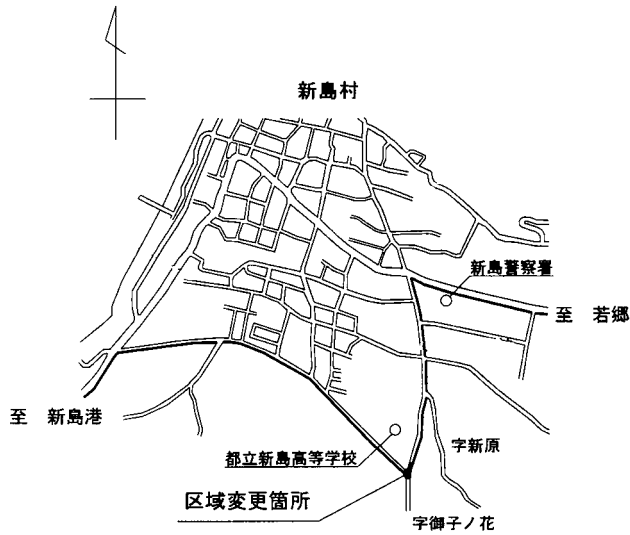 新島村
新島警察署
至 若郷
至 新島港
都立新島高等学校
字新原
区域変更箇所
字御子ノ花